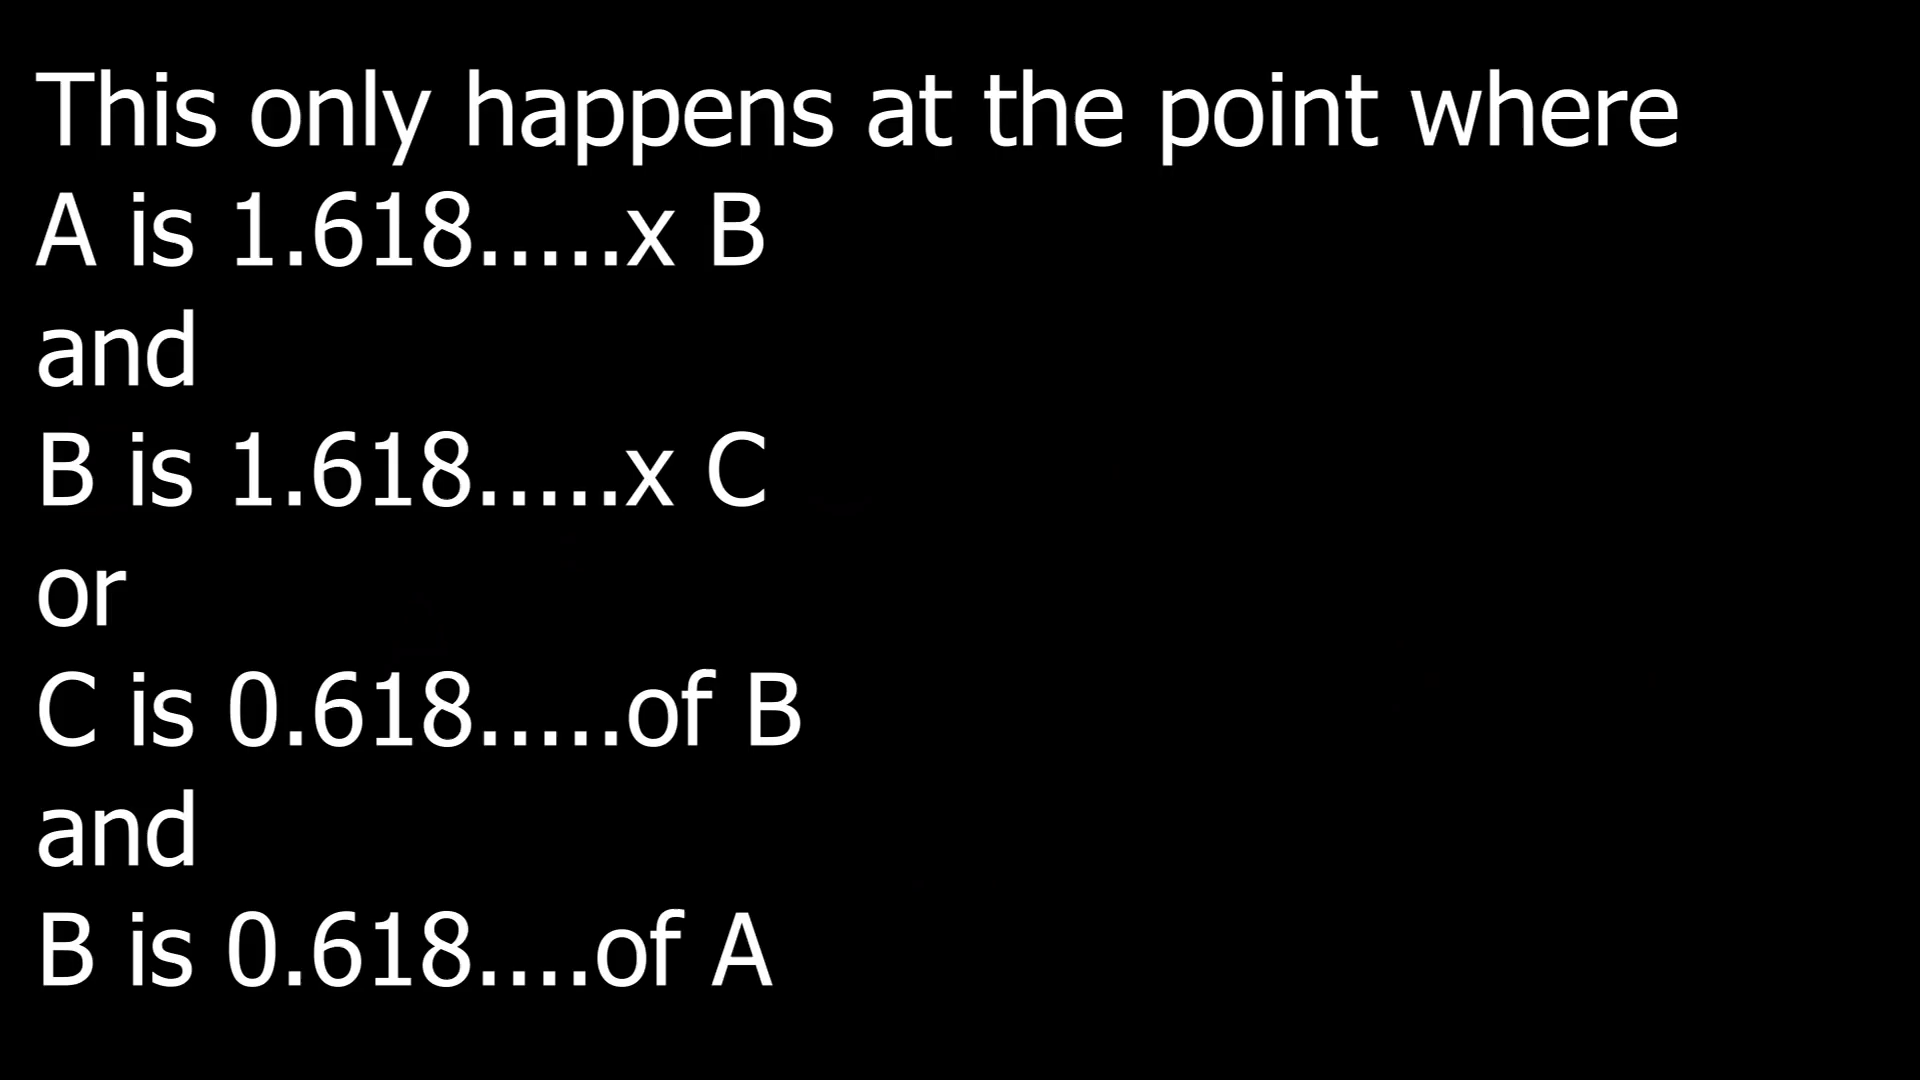 This only happens at the point where
A is 1.618.....x B
and
B is 1.618.....x C
or
C is 0.618.....of B
and
B is 0.618....of A